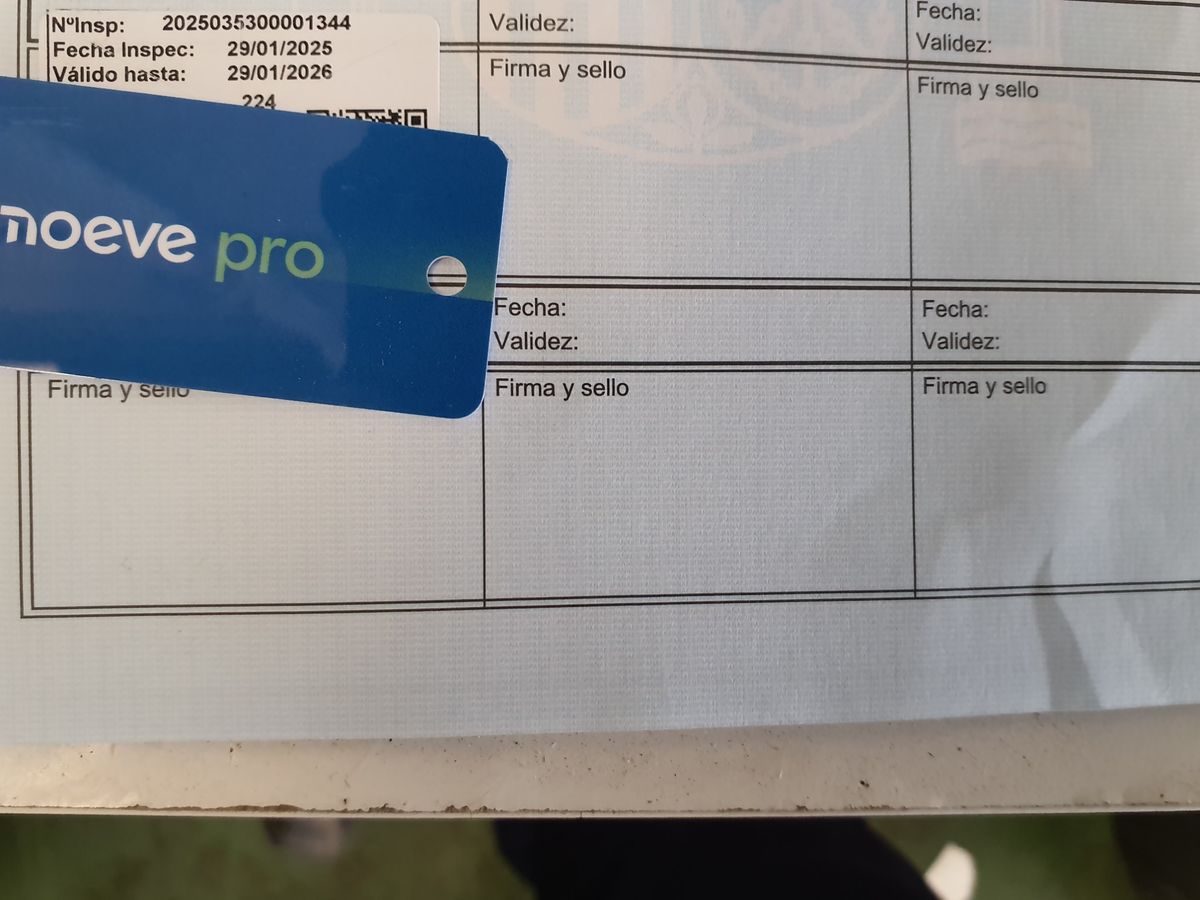 NºInsp: 2025035300001344
Fecha Inspec: 29/01/2025
Válido hasta: 29/01/2026
224
Validez:
Firma y sello
Fecha:
Validez:
Firma y sello
moeve pro
Fecha:
Validez:
Fecha:
Validez:
Firma y sello
Firma y sello
Firma y sello